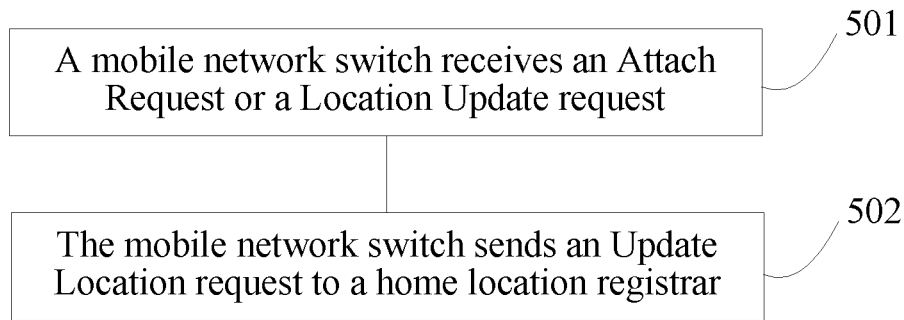 501
A mobile network switch receives an Attach
Request or a Location Update request
502
The mobile network switch sends an Update
Location request to a home location registrar